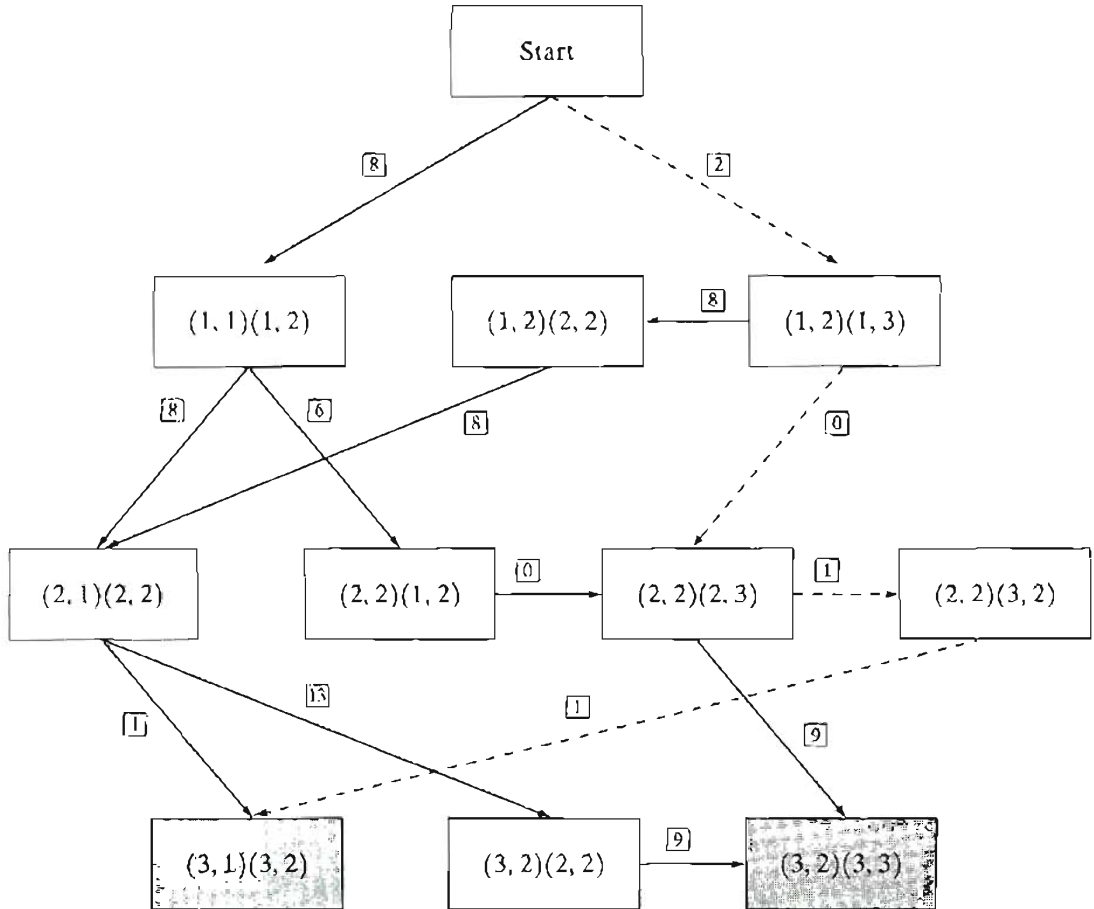 Start
8
2
(1, 1)(1, 2)
(1, 2)(2, 2)
8
(1, 2)(1, 3)
8
6
8
0
(2, 1)(2, 2)
(2, 2)(1, 2)
0
(2, 2)(2, 3)
1
(2, 2)(3, 2)
1
13
1
9
(3, 1)(3, 2)
(3, 2)(2, 2)
9
(3, 2)(3, 3)